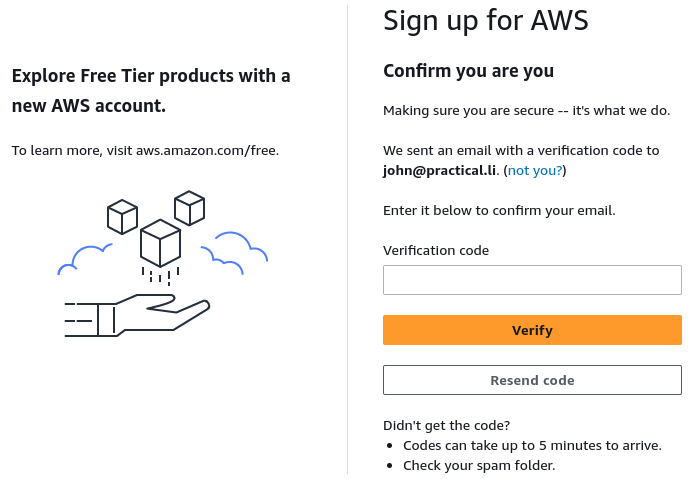 Explore Free Tier products with a
new AWS account.
To learn more, visit aws.amazon.com/free.
Sign up for AWS
Confirm you are you
Making sure you are secure -- it's what we do.
We sent an email with a verification code to
john@practical.li. (not you?)
Enter it below to confirm your email.
Verification code
Verify
Resend code
Didn't get the code?
• Codes can take up to 5 minutes to arrive.
• Check your spam folder.